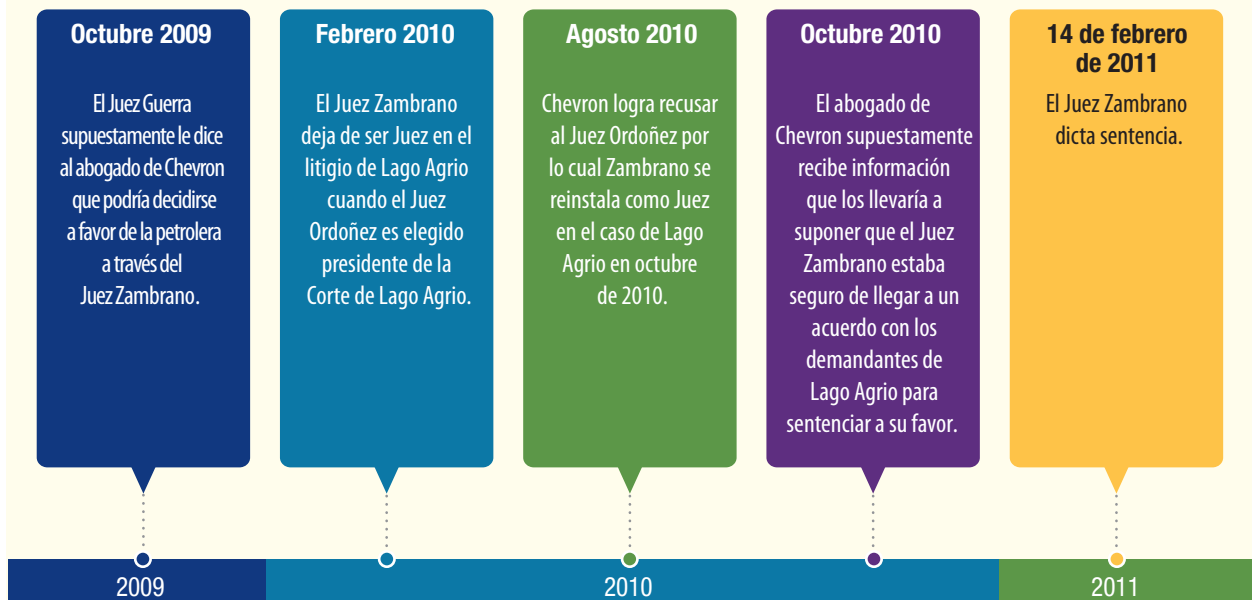 Octubre 2009
El Juez Guerra
supuestamente le dice
al abogado de Chevron
que podría decidirse
a favor de la petrolera
a través del
Juez Zambrano.
Febrero 2010
El Juez Zambrano
deja de ser Juez en el
litigio de Lago Agrio
cuando el Juez
Ordoñez es elegido
presidente de la
Corte de Lago Agrio.
Agosto 2010
Chevron logra recusar
al Juez Ordoñez por
lo cual Zambrano se
reinstala como Juez
en el caso de Lago
Agrio en octubre
de 2010.
Octubre 2010
El abogado de
Chevron supuestamente
recibe información
que los llevaría a
suponer que el Juez
Zambrano estaba
seguro de llegar a un
acuerdo con los
demandantes de
Lago Agrio para
sentenciar a su favor.
14 de febrero
de 2011
El Juez Zambrano
dicta sentencia.
2009
2010
2011